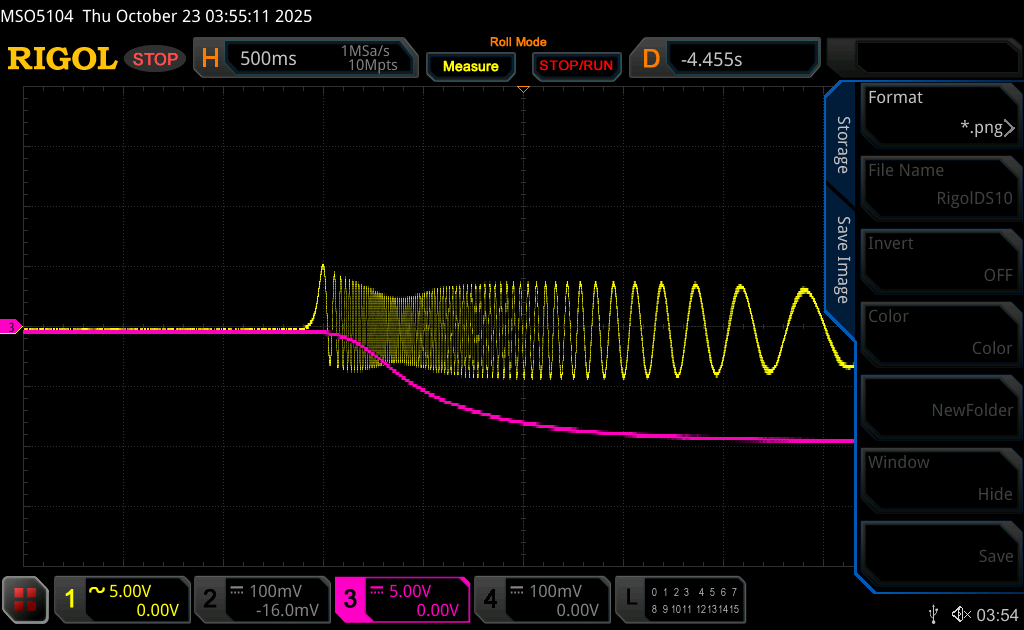 MSO5104 Thu October 23 03:55:11 2025
RIGOL STOP H 500ms 1MSa/s 10Mpts
Roll Mode
Measure STOP/RUN D -4.455s
Storage
Save Image
Format
*.png
File Name
RigolDS10
Invert
OFF
Color
Color
NewFolder
Window
Hide
Save
3
1 5.00V 0.00V
2 100mV -16.0mV
3 5.00V 0.00V
4 100mV 0.00V
L 0 1 2 3 4 5 6 7
8 9 10 11 12 13 14 15
03:54